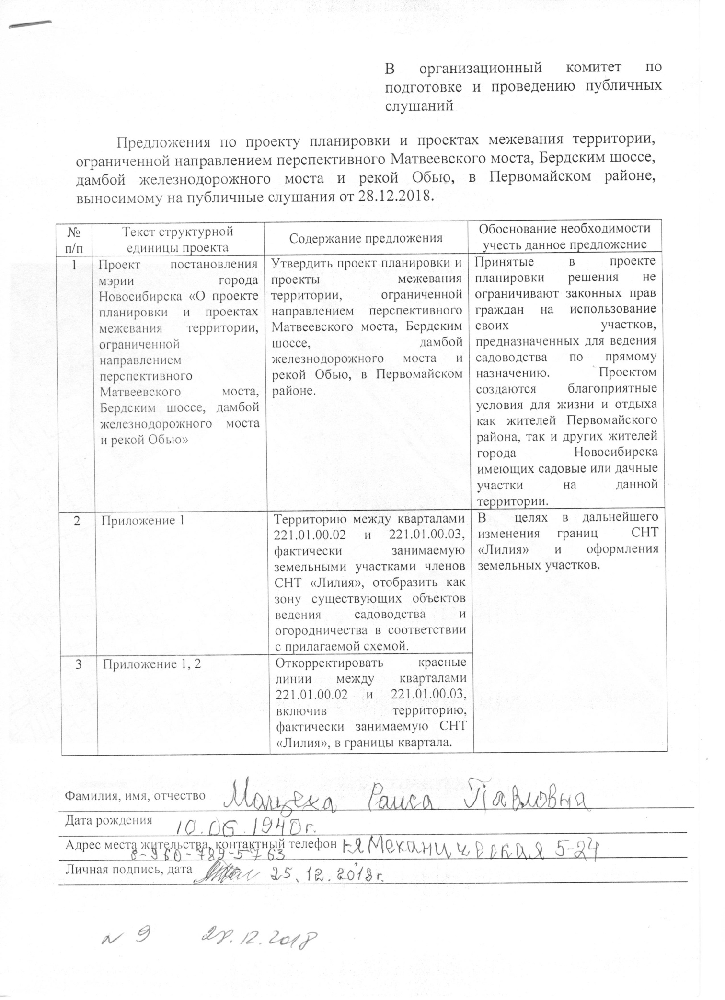 В организационный комитет по
подготовке и проведению публичных
слушаний
Предложения по проекту планировки и проектах межевания территории,
ограниченной направлением перспективного Матвеевского моста, Бердским шоссе,
дамбой железнодорожного моста и рекой Обью, в Первомайском районе,
выносимому на публичные слушания от 28.12.2018.
№
п/п
Текст структурной
единицы проекта
Содержание предложения
Обоснование необходимости
учесть данное предложение
1
Проект постановления
мэрии города
Новосибирска «О проекте
планировки и проектах
межевания территории,
ограниченной
направлением
перспективного
Матвеевского моста,
Бердским шоссе, дамбой
железнодорожного моста
и рекой Обью»
Утвердить проект планировки и
проекты межевания
территории, ограниченной
направлением перспективного
Матвеевского моста, Бердским
шоссе, дамбой
железнодорожного моста и
рекой Обью, в Первомайском
районе.
Принятые в проекте
планировки решения не
ограничивают законных прав
граждан на использование
своих участков,
предназначенных для ведения
садоводства по прямому
назначению. Проектом
создаются благоприятные
условия для жизни и отдыха
как жителей Первомайского
района, так и других жителей
города Новосибирска
имеющих садовые или дачные
участки на данной
территории.
2
Приложение 1
Территорию между кварталами
221.01.00.02 и 221.01.00.03,
фактически занимаемую
земельными участками членов
СНТ «Лилия», отобразить как
зону существующих объектов
ведения садоводства и
огородничества в соответствии
с прилагаемой схемой.
В целях в дальнейшего
изменения границ СНТ
«Лилия» и оформления
земельных участков.
3
Приложение 1, 2
Откорректировать красные
линии между кварталами
221.01.00.02 и 221.01.00.03,
включив территорию,
фактически занимаемую СНТ
«Лилия», в границы квартала.
Фамилия, имя, отчество Мацеха Раиса Павловна
Дата рождения 10.06.1940г.
Адрес места жительства, контактный телефон Механическая 5-24
8-960-789-5763
Личная подпись, дата 25.12.2018г.
N 9 28.12.2018